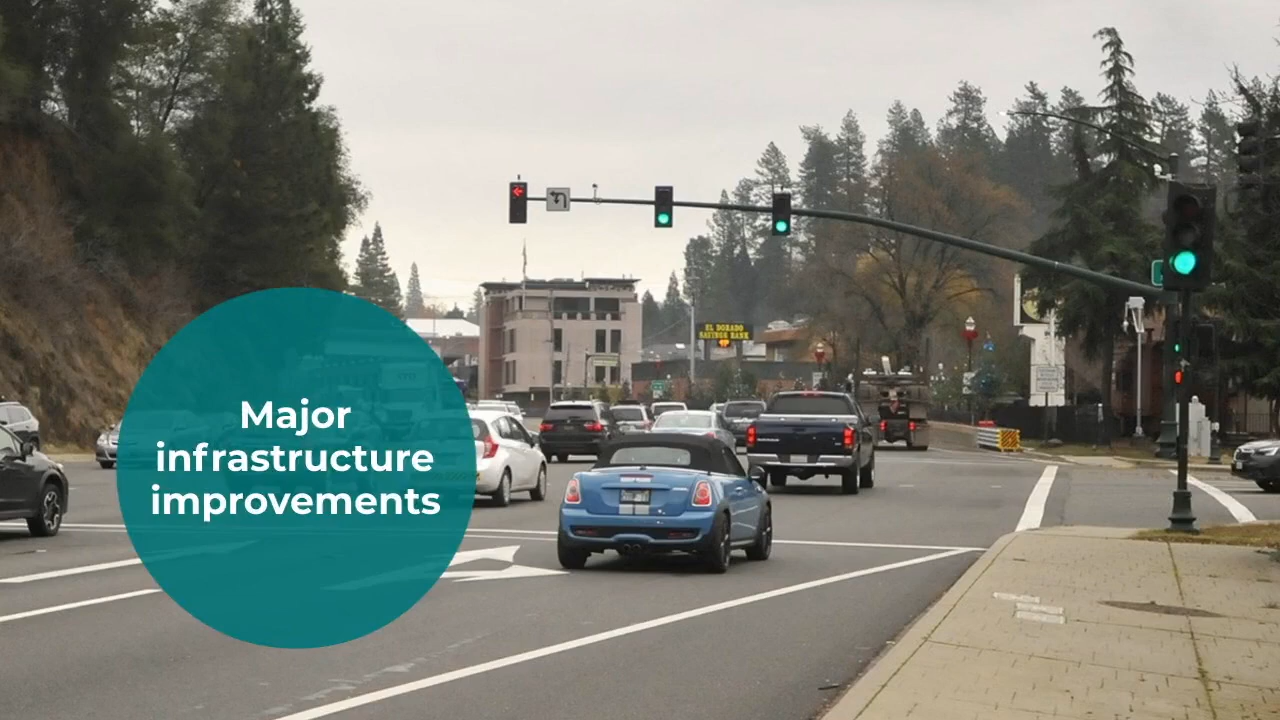 EL DORADO
SAVINGS BANK
Major
infrastructure
improvements